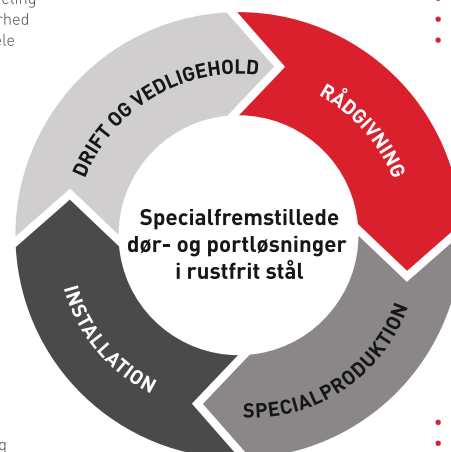 DRIFT OG VEDLIGEHOLD
RÅDGIVNING
Specialfremstillede
dør- og portløsninger
i rustfrit stål
INSTALLATION
SPECIALPRODUKTION